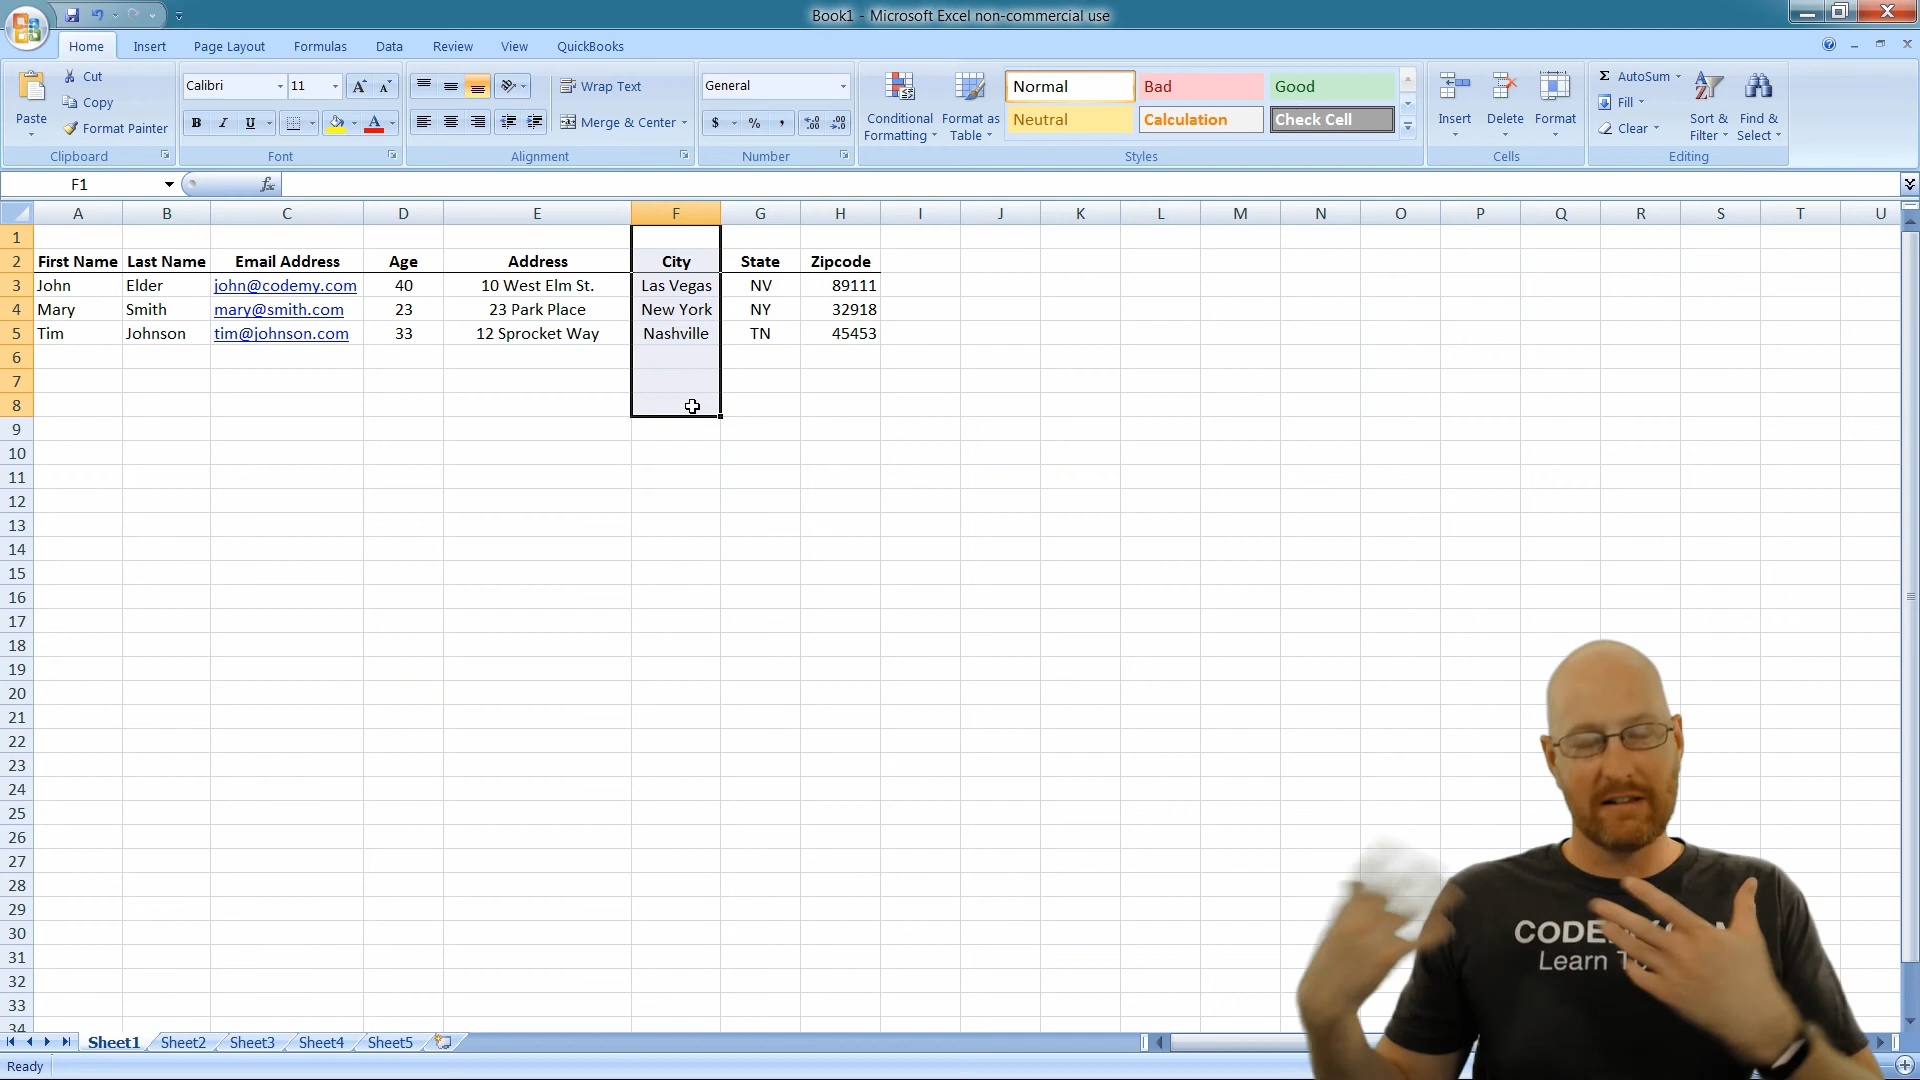 Book1 - Microsoft Excel non-commercial use
Home Insert Page Layout Formulas Data Review View QuickBooks
Paste
Cut
Copy
Format Painter
Clipboard
Calibri 11
B I U
Font
Wrap Text
Merge & Center
Alignment
General
$ % ,
Number
Conditional Formatting
Format as Table
Normal Bad Good
Neutral Calculation Check Cell
Styles
Insert Delete Format
Cells
Σ AutoSum
Fill
Clear
Sort & Filter
Find & Select
Editing
F1 fx
A B C D E F G H I J K L M N O P Q R S T U
1
2 First Name Last Name Email Address Age Address City State Zipcode
3 John Elder john@codemy.com 40 10 West Elm St. Las Vegas NV 89111
4 Mary Smith mary@smith.com 23 23 Park Place New York NY 32918
5 Tim Johnson tim@johnson.com 33 12 Sprocket Way Nashville TN 45453
6
7
8
9
10
11
12
13
14
15
16
17
18
19
20
21
22
23
24
25
26
27
28
29
30
31
32
33
34
Learn
Sheet1 Sheet2 Sheet3 Sheet4 Sheet5
Ready